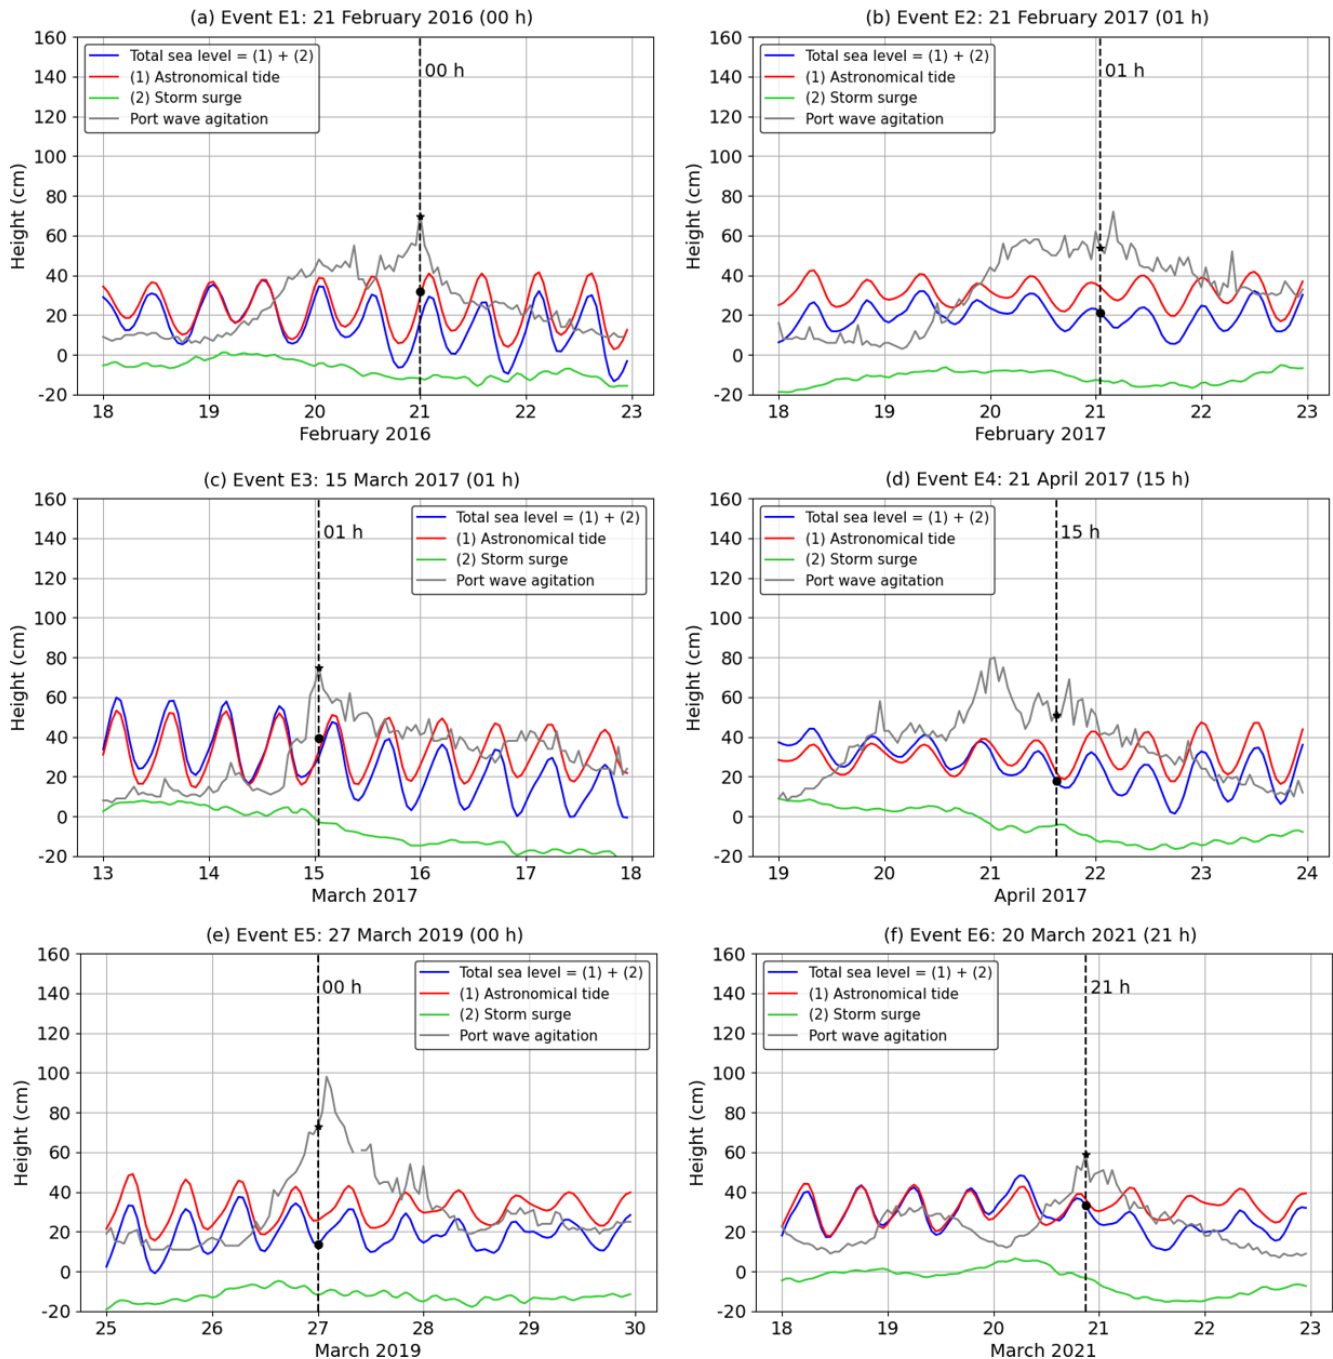 (a) Event E1: 21 February 2016 (00 h)
160
140
120
100
80
60
40
20
0
-20
Height (cm)
Total sea level = (1) + (2)
(1) Astronomical tide
(2) Storm surge
Port wave agitation
00 h
18 19 20 21 22 23
February 2016
(b) Event E2: 21 February 2017 (01 h)
160
140
120
100
80
60
40
20
0
-20
Height (cm)
Total sea level = (1) + (2)
(1) Astronomical tide
(2) Storm surge
Port wave agitation
01 h
18 19 20 21 22 23
February 2017
(c) Event E3: 15 March 2017 (01 h)
160
140
120
100
80
60
40
20
0
-20
Height (cm)
01 h
Total sea level = (1) + (2)
(1) Astronomical tide
(2) Storm surge
Port wave agitation
13 14 15 16 17 18
March 2017
(d) Event E4: 21 April 2017 (15 h)
160
140
120
100
80
60
40
20
0
-20
Height (cm)
Total sea level = (1) + (2)
(1) Astronomical tide
(2) Storm surge
Port wave agitation
15 h
19 20 21 22 23 24
April 2017
(e) Event E5: 27 March 2019 (00 h)
160
140
120
100
80
60
40
20
0
-20
Height (cm)
00 h
Total sea level = (1) + (2)
(1) Astronomical tide
(2) Storm surge
Port wave agitation
25 26 27 28 29 30
March 2019
(f) Event E6: 20 March 2021 (21 h)
160
140
120
100
80
60
40
20
0
-20
Height (cm)
Total sea level = (1) + (2)
(1) Astronomical tide
(2) Storm surge
Port wave agitation
21 h
18 19 20 21 22 23
March 2021